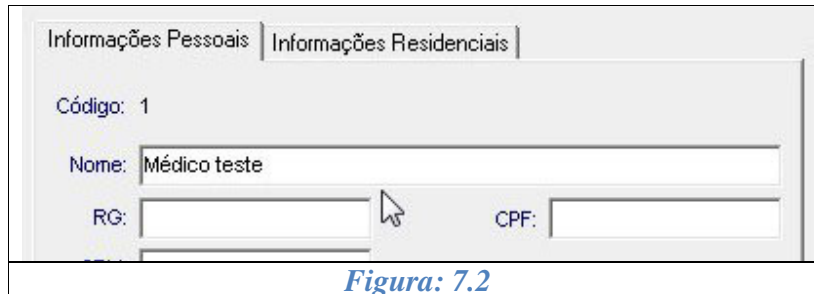 Informações Pessoais Informações Residenciais
Código: 1
Nome: Médico teste
RG: CPF:
Figura: 7.2